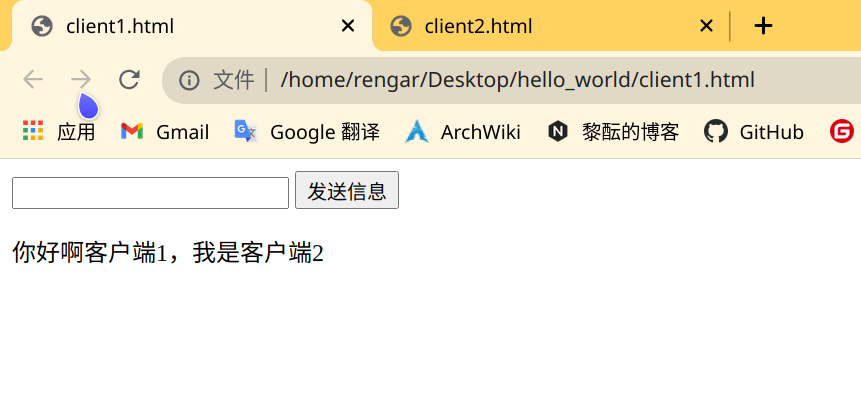 client1.html client2.html
文件 /home/rengar/Desktop/hello_world/client1.html
应用 Gmail Google 翻译 ArchWiki 黎酝的博客 GitHub
发送信息
你好啊客户端1，我是客户端2